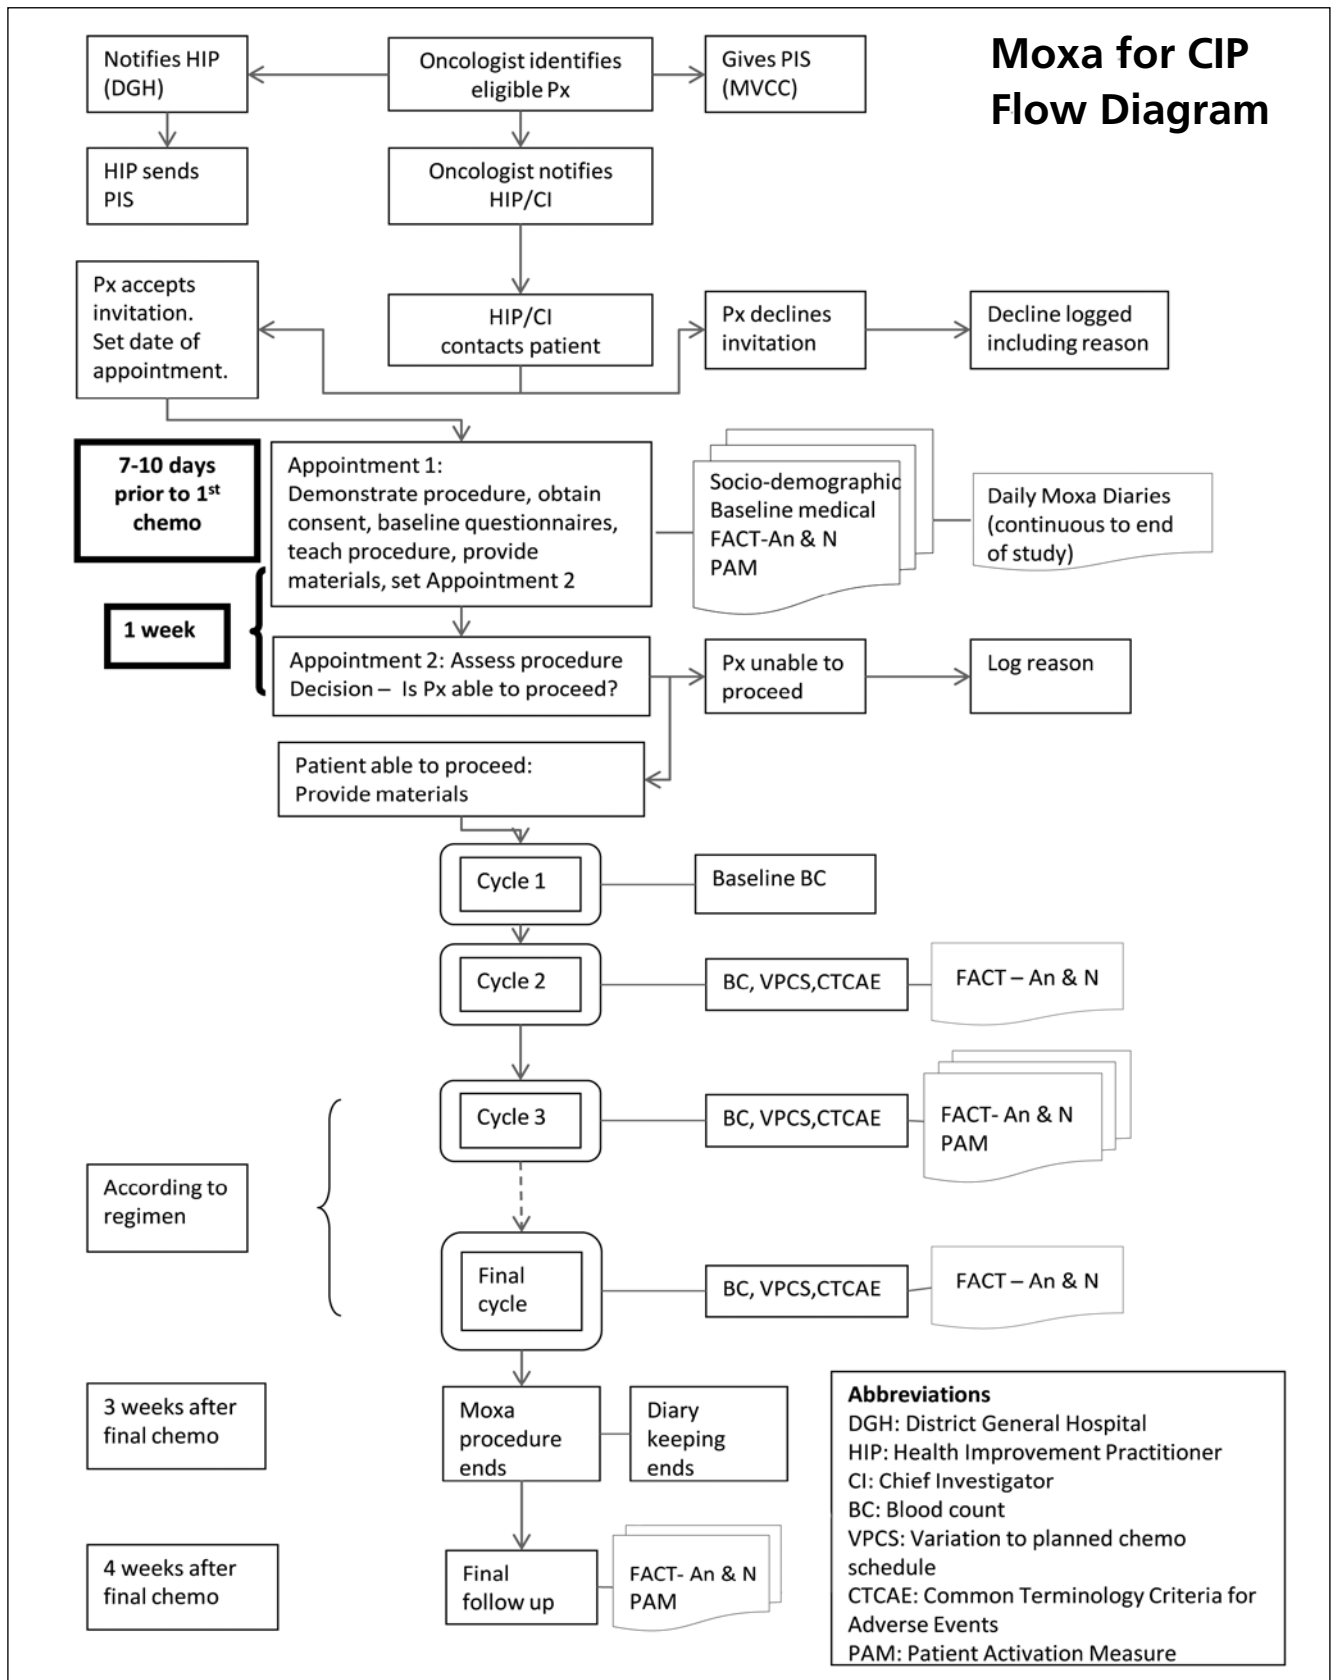 Moxa for CIP
Flow Diagram
Notifies HIP
(DGH)
Oncologist identifies
eligible Px
Gives PIS
(MVCC)
HIP sends
PIS
Oncologist notifies
HIP/CI
Px accepts
invitation.
Set date of
appointment.
HIP/CI
contacts patient
Px declines
invitation
Decline logged
including reason
7-10 days
prior to 1st
chemo
Appointment 1:
Demonstrate procedure, obtain
consent, baseline questionnaires,
teach procedure, provide
materials, set Appointment 2
Socio-demographic
Baseline medical
FACT-An & N
PAM
Daily Moxa Diaries
(continuous to end
of study)
1 week
Appointment 2: Assess procedure
Decision – Is Px able to proceed?
Px unable to
proceed
Log reason
Patient able to proceed:
Provide materials
Cycle 1
Baseline BC
Cycle 2
BC, VPCS,CTCAE
FACT – An & N
Cycle 3
BC, VPCS,CTCAE
FACT- An & N
PAM
According to
regimen
Final
cycle
BC, VPCS,CTCAE
FACT – An & N
3 weeks after
final chemo
Moxa
procedure
ends
Diary
keeping
ends
4 weeks after
final chemo
Final
follow up
FACT- An & N
PAM
Abbreviations
DGH: District General Hospital
HIP: Health Improvement Practitioner
CI: Chief Investigator
BC: Blood count
VPCS: Variation to planned chemo
schedule
CTCAE: Common Terminology Criteria for
Adverse Events
PAM: Patient Activation Measure